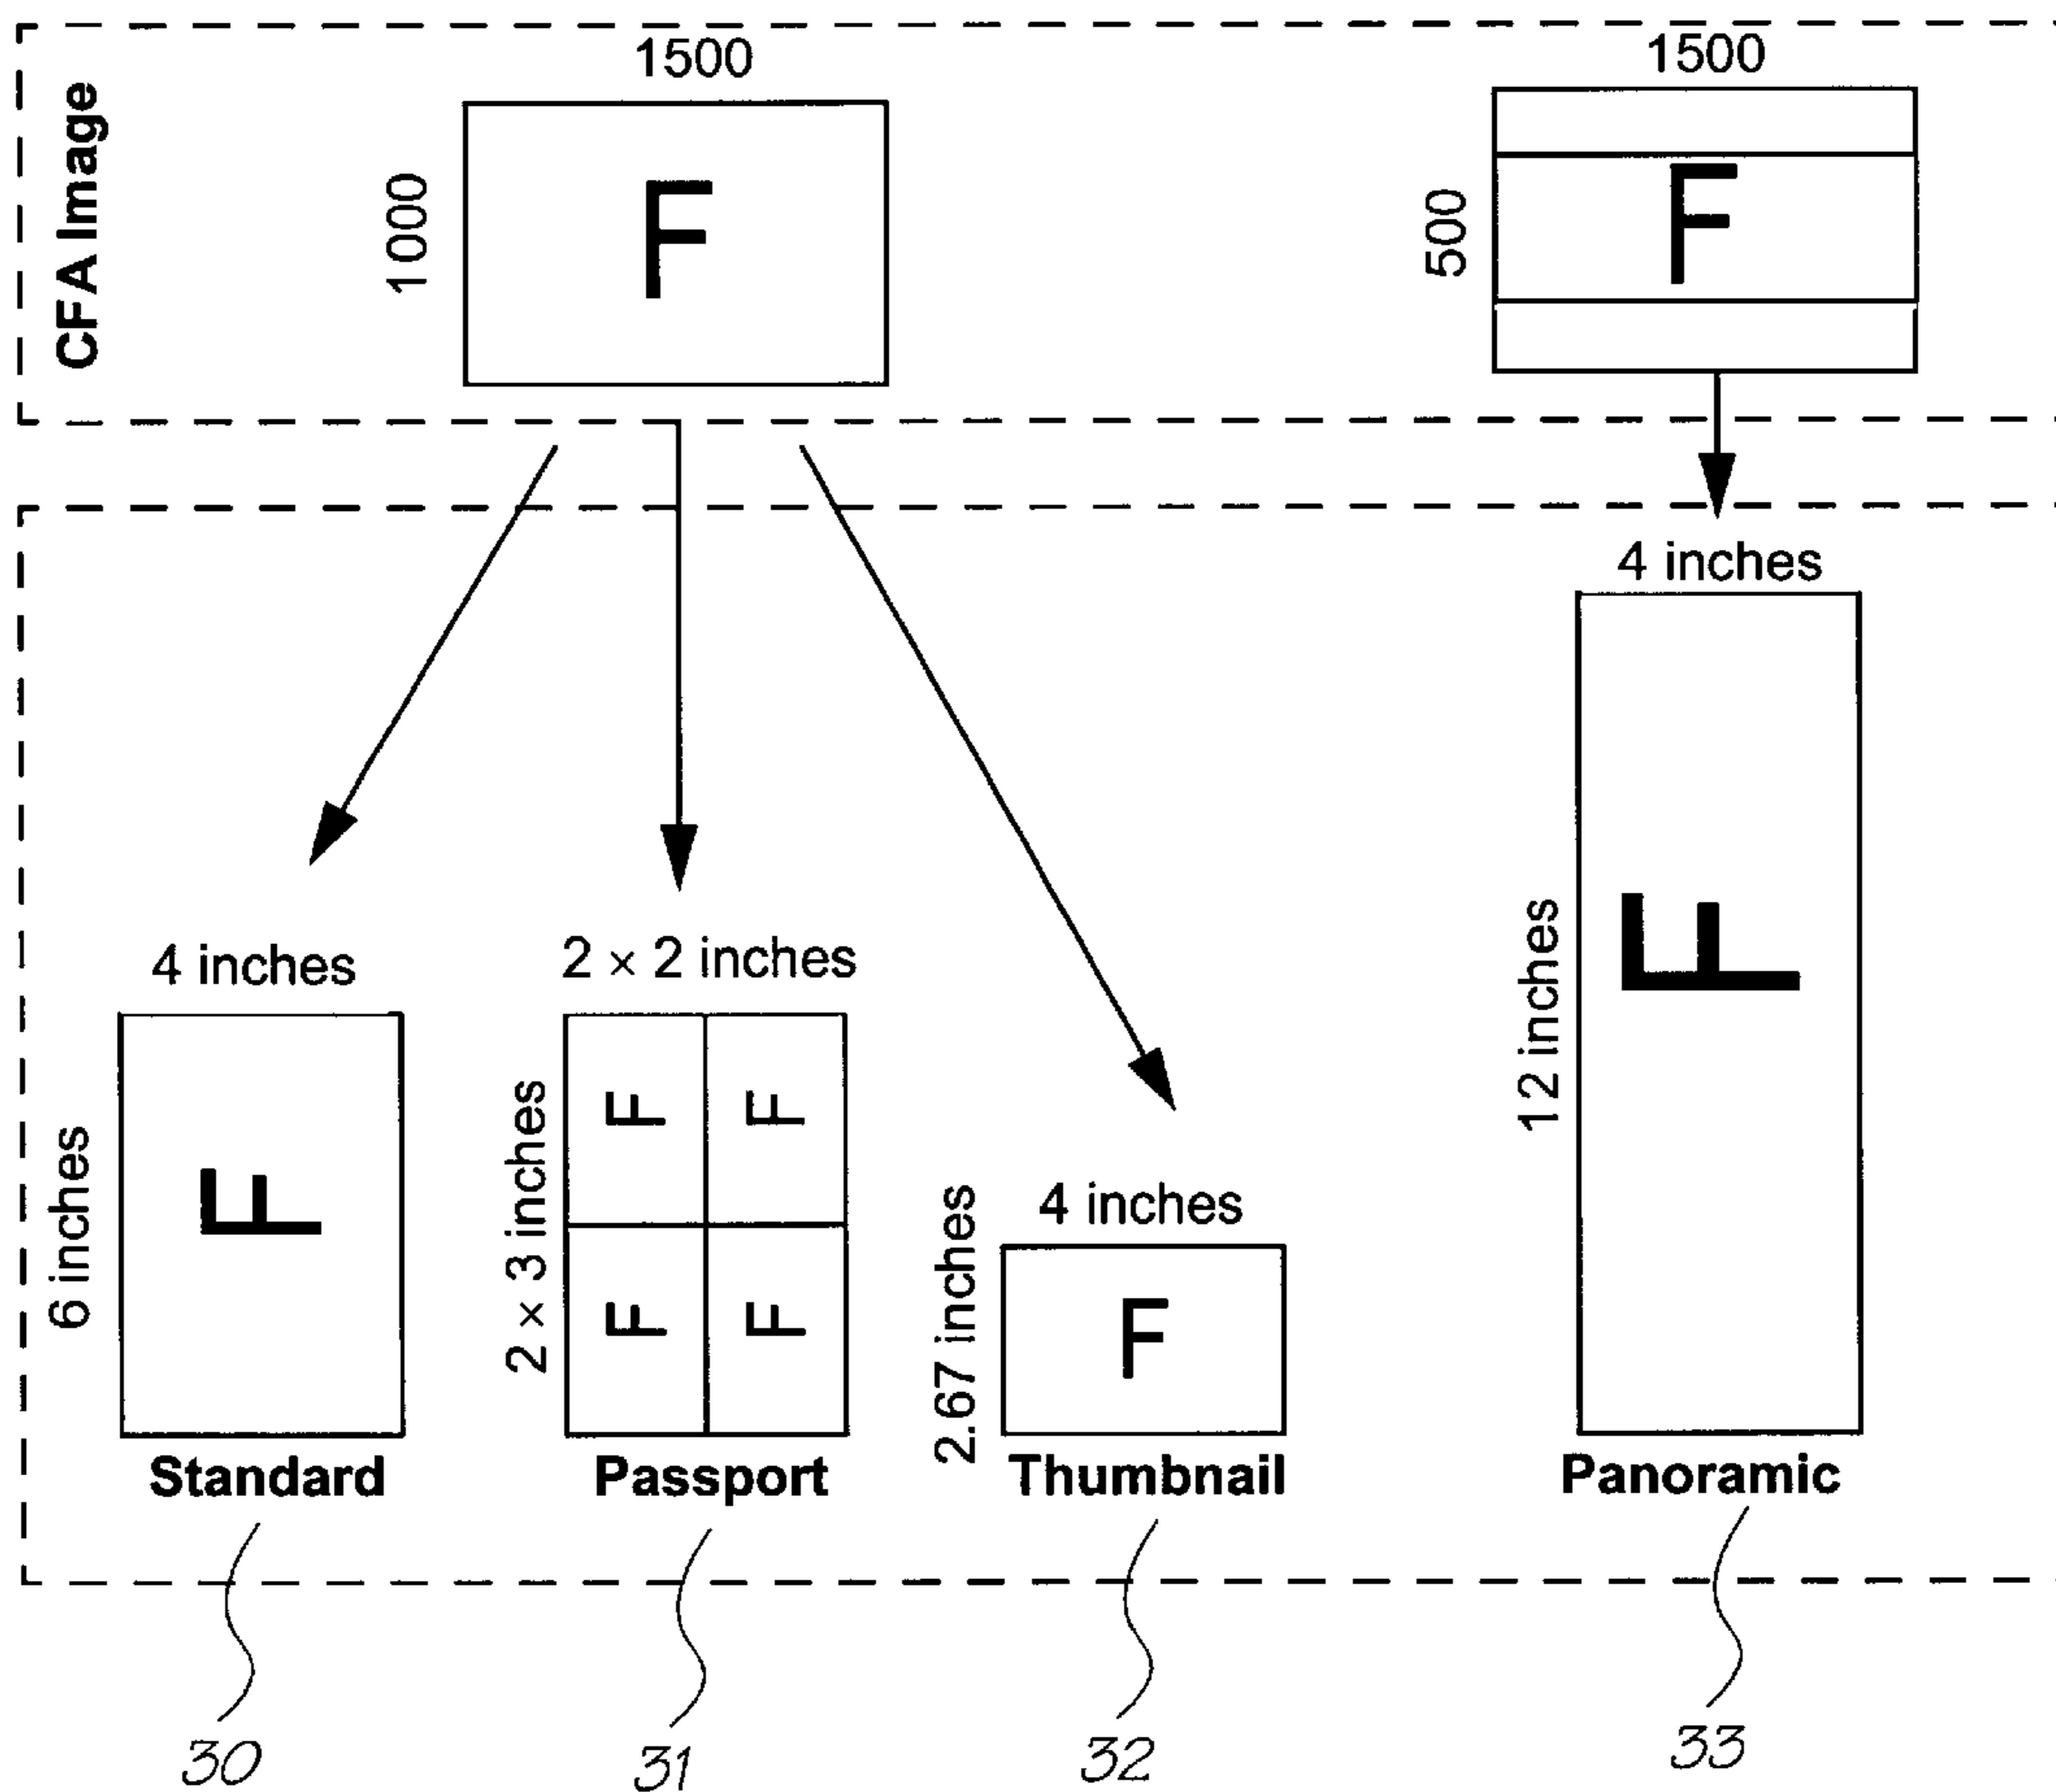 CFA Image
1500
1000
F
1500
500
F
4 inches
6 inches
F
Standard
2 × 2 inches
2 × 3 inches
F F
F F
Passport
4 inches
2.67 inches
F
Thumbnail
4 inches
12 inches
F
Panoramic
30
31
32
33